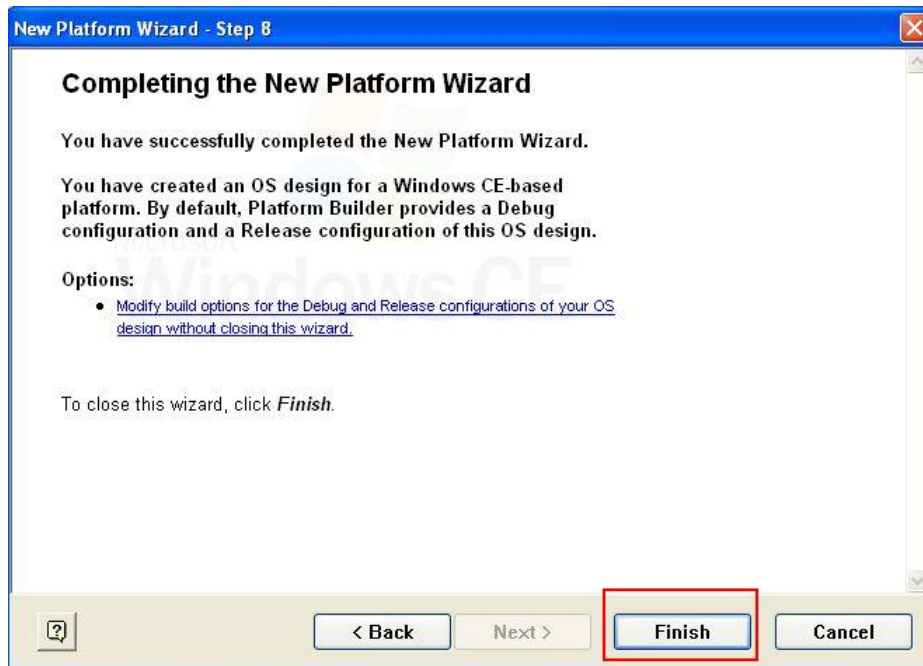 New Platform Wizard - Step 8
Completing the New Platform Wizard
You have successfully completed the New Platform Wizard.
You have created an OS design for a Windows CE-based
platform. By default, Platform Builder provides a Debug
configuration and a Release configuration of this OS design.
Microsoft
Windows CE
Options:
• Modify build options for the Debug and Release configurations of your OS
design without closing this wizard.
To close this wizard, click Finish.
?
< Back
Next >
Finish
Cancel